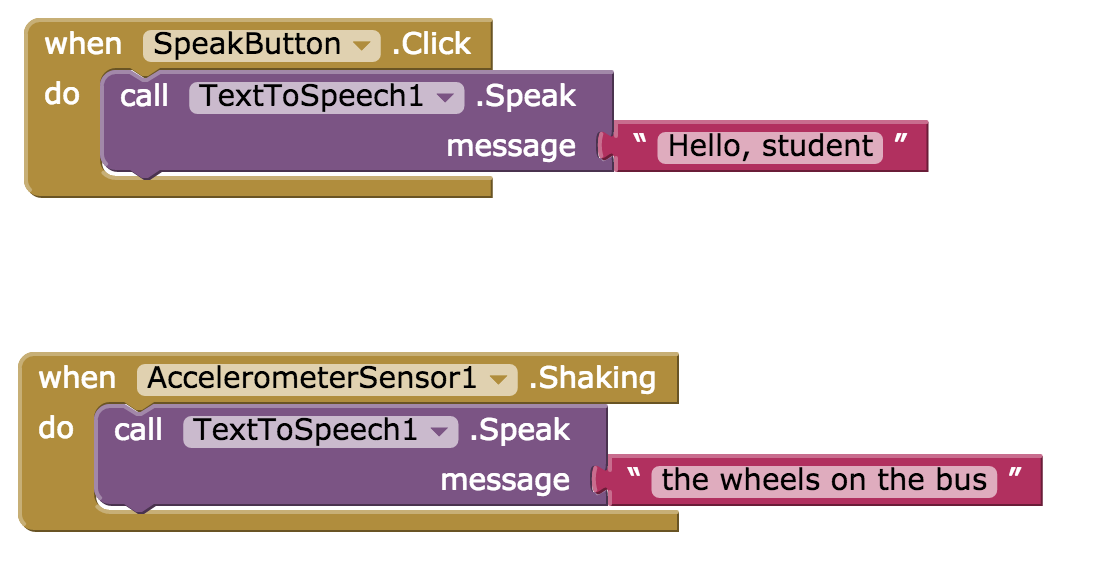 when SpeakButton .Click
do call TextToSpeech1 .Speak
message “ Hello, student ”
when AccelerometerSensor1 .Shaking
do call TextToSpeech1 .Speak
message “ the wheels on the bus ”